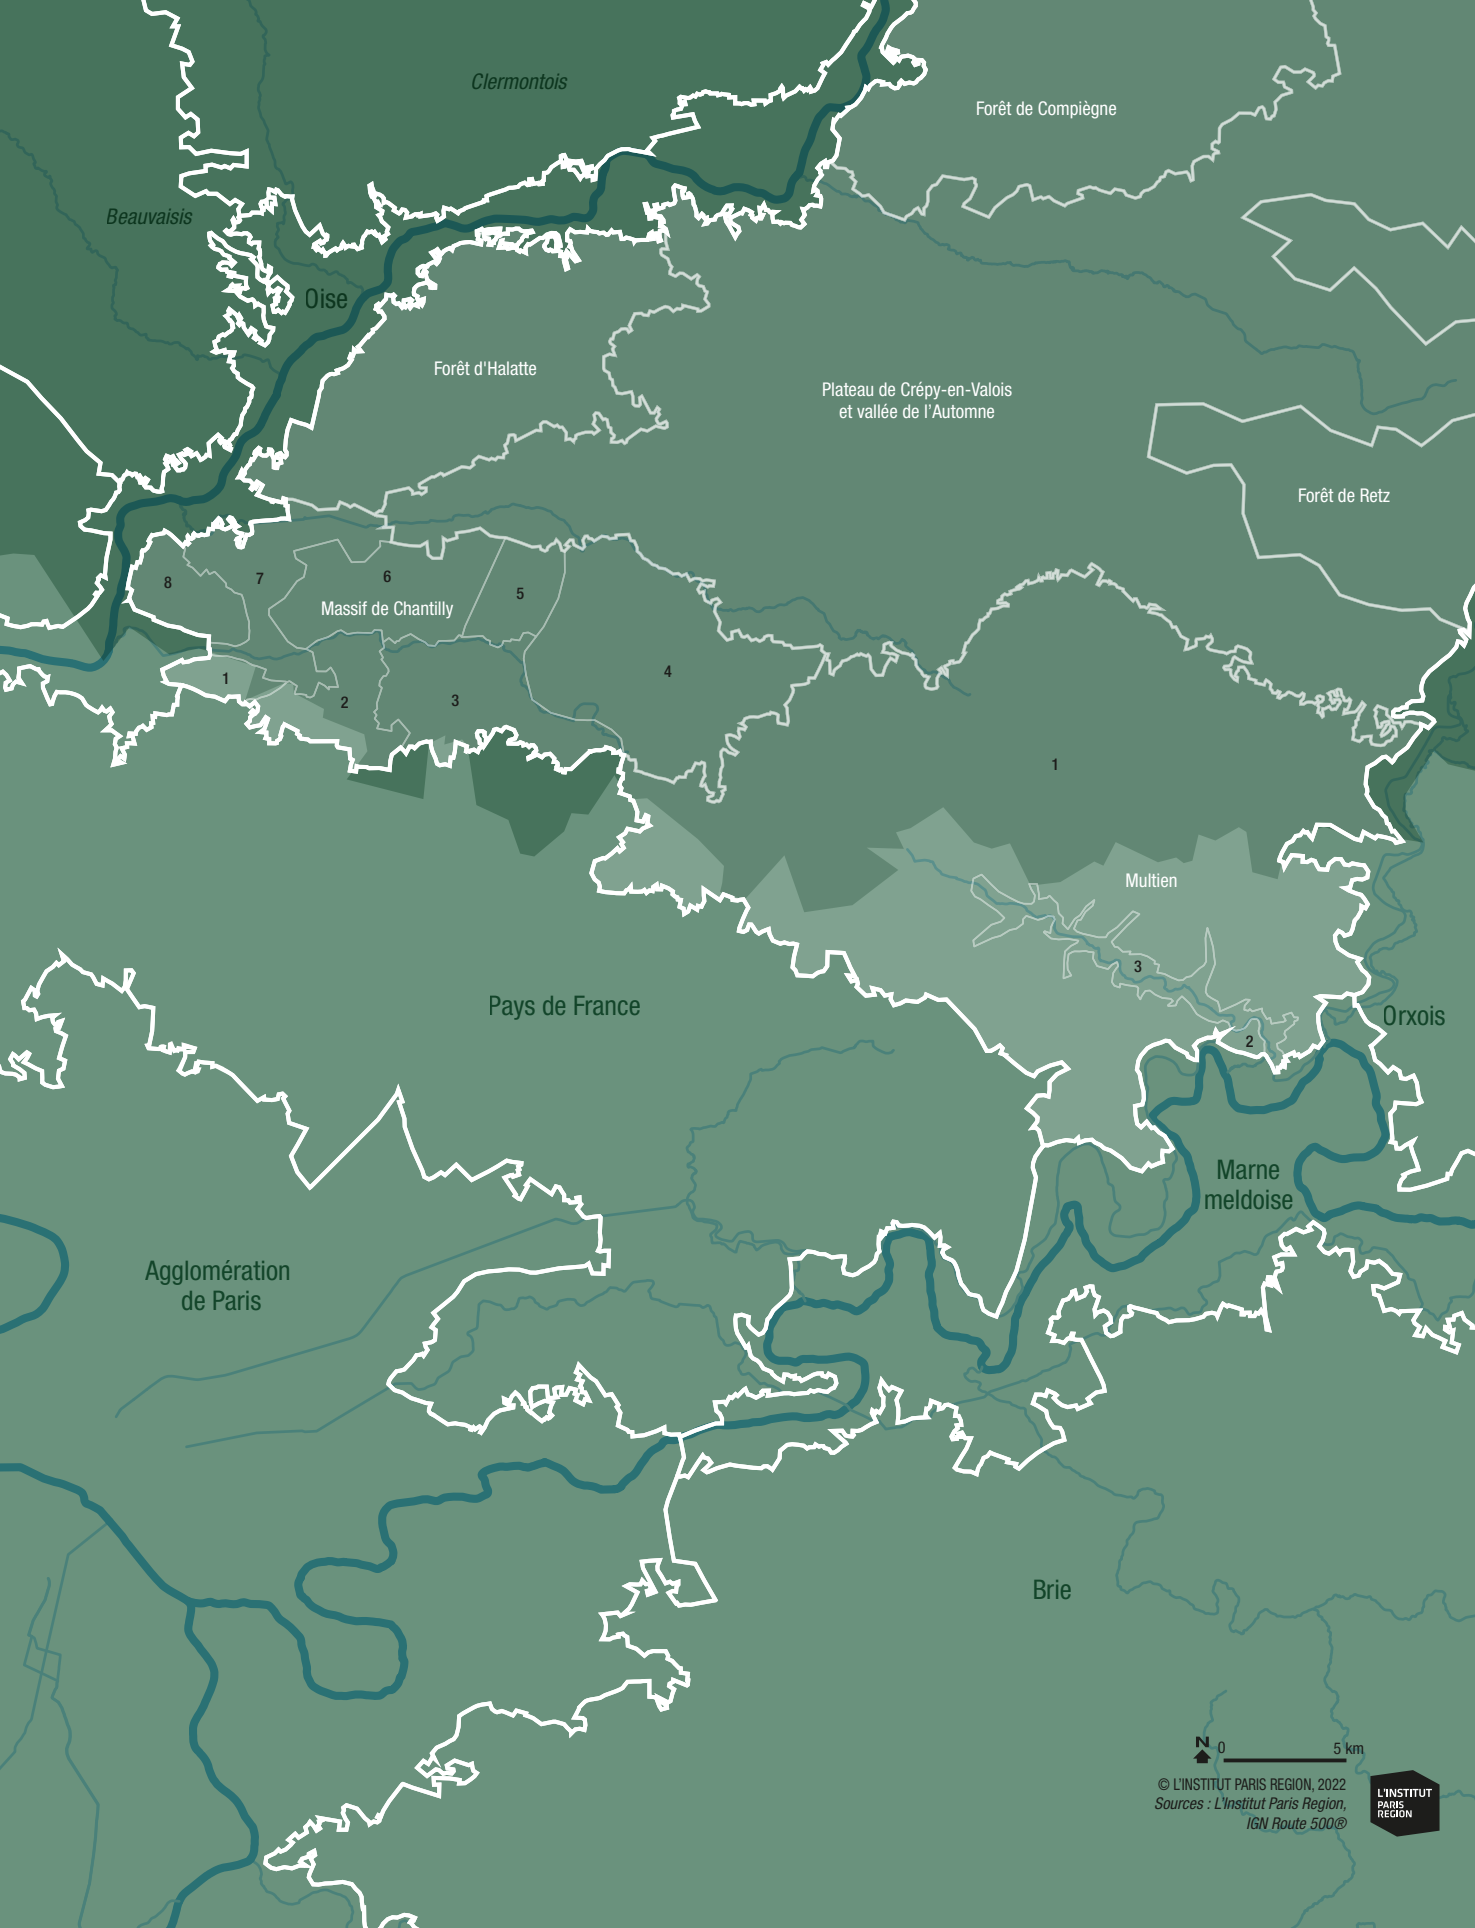 Clermontois
Forêt de Compiègne
Beauvaisis
Oise
Forêt d'Halatte
Plateau de Crépy-en-Valois
et vallée de l'Automne
Forêt de Retz
8
7
6
5
Massif de Chantilly
4
1
2
3
1
Multien
3
2
Pays de France
Orxois
Marne
meldoise
Agglomération
de Paris
Brie
N
0
5 km
© L'INSTITUT PARIS REGION, 2022
Sources : L'Institut Paris Region,
IGN Route 500®
L'INSTITUT
PARIS
REGION